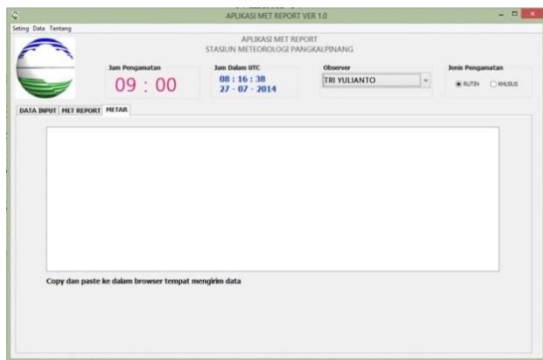 APLIKASI MET REPORT VER 1.0
Seting Data Tentang
APLIKASI MET REPORT
STASIUN METEOROLOGI PANGKALPINANG
Jam Pengamatan
09 : 00
Jam Dalam UTC
08 : 16 : 38
27 - 07 - 2014
Observer
TRI YULIANTO
Jenis Pengamatan
RUTIN KHUSUS
DATA INPUT MET REPORT METAR
Copy dan paste ke dalam browser tempat mengirim data